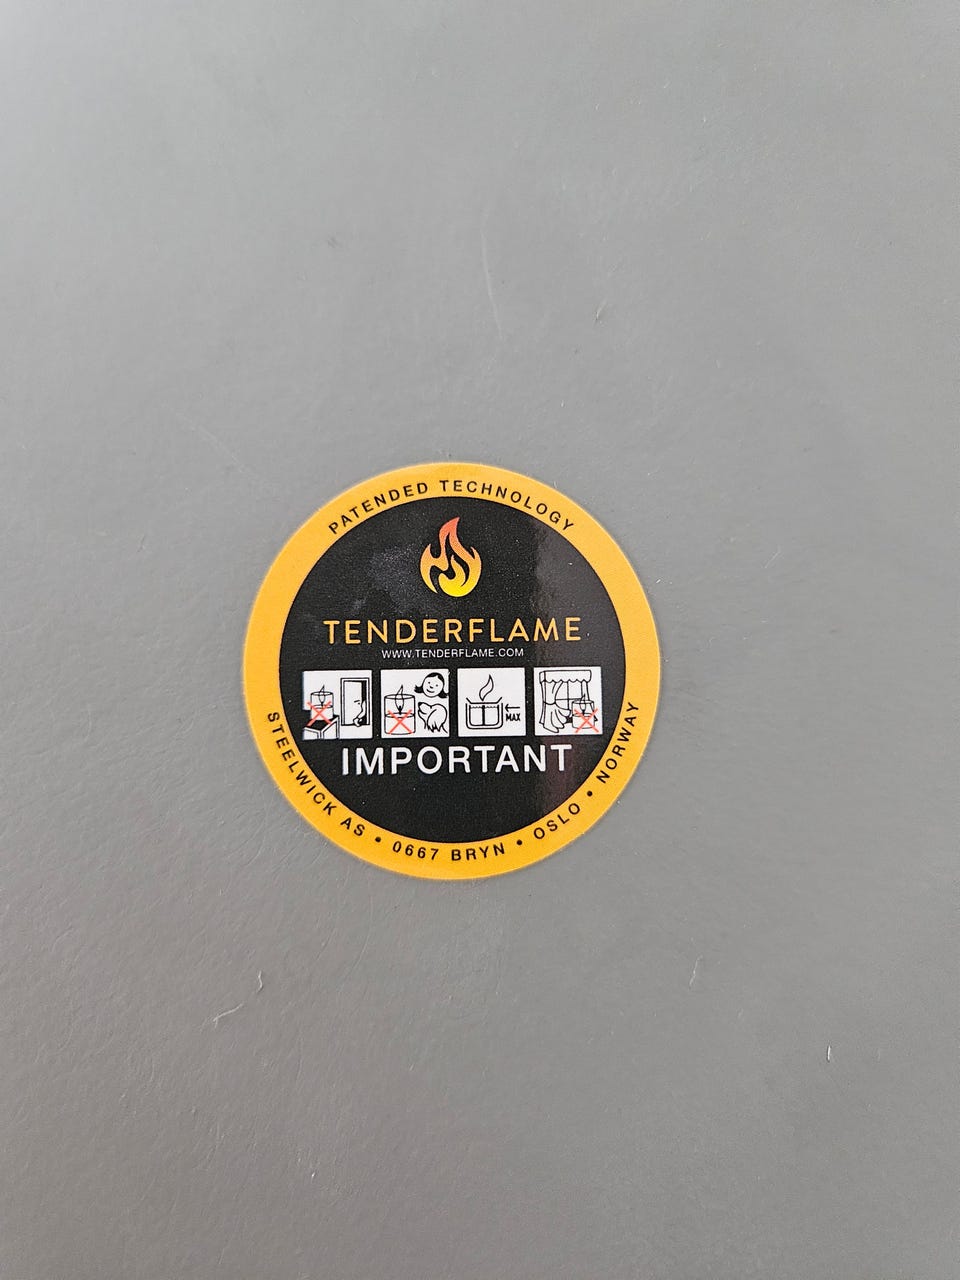 PATENDED TECHNOLOGY
TENDERFLAME
WWW.TENDERFLAME.COM
MAX
IMPORTANT
STEELWICK AS • 0667 BRYN • OSLO • NORWAY